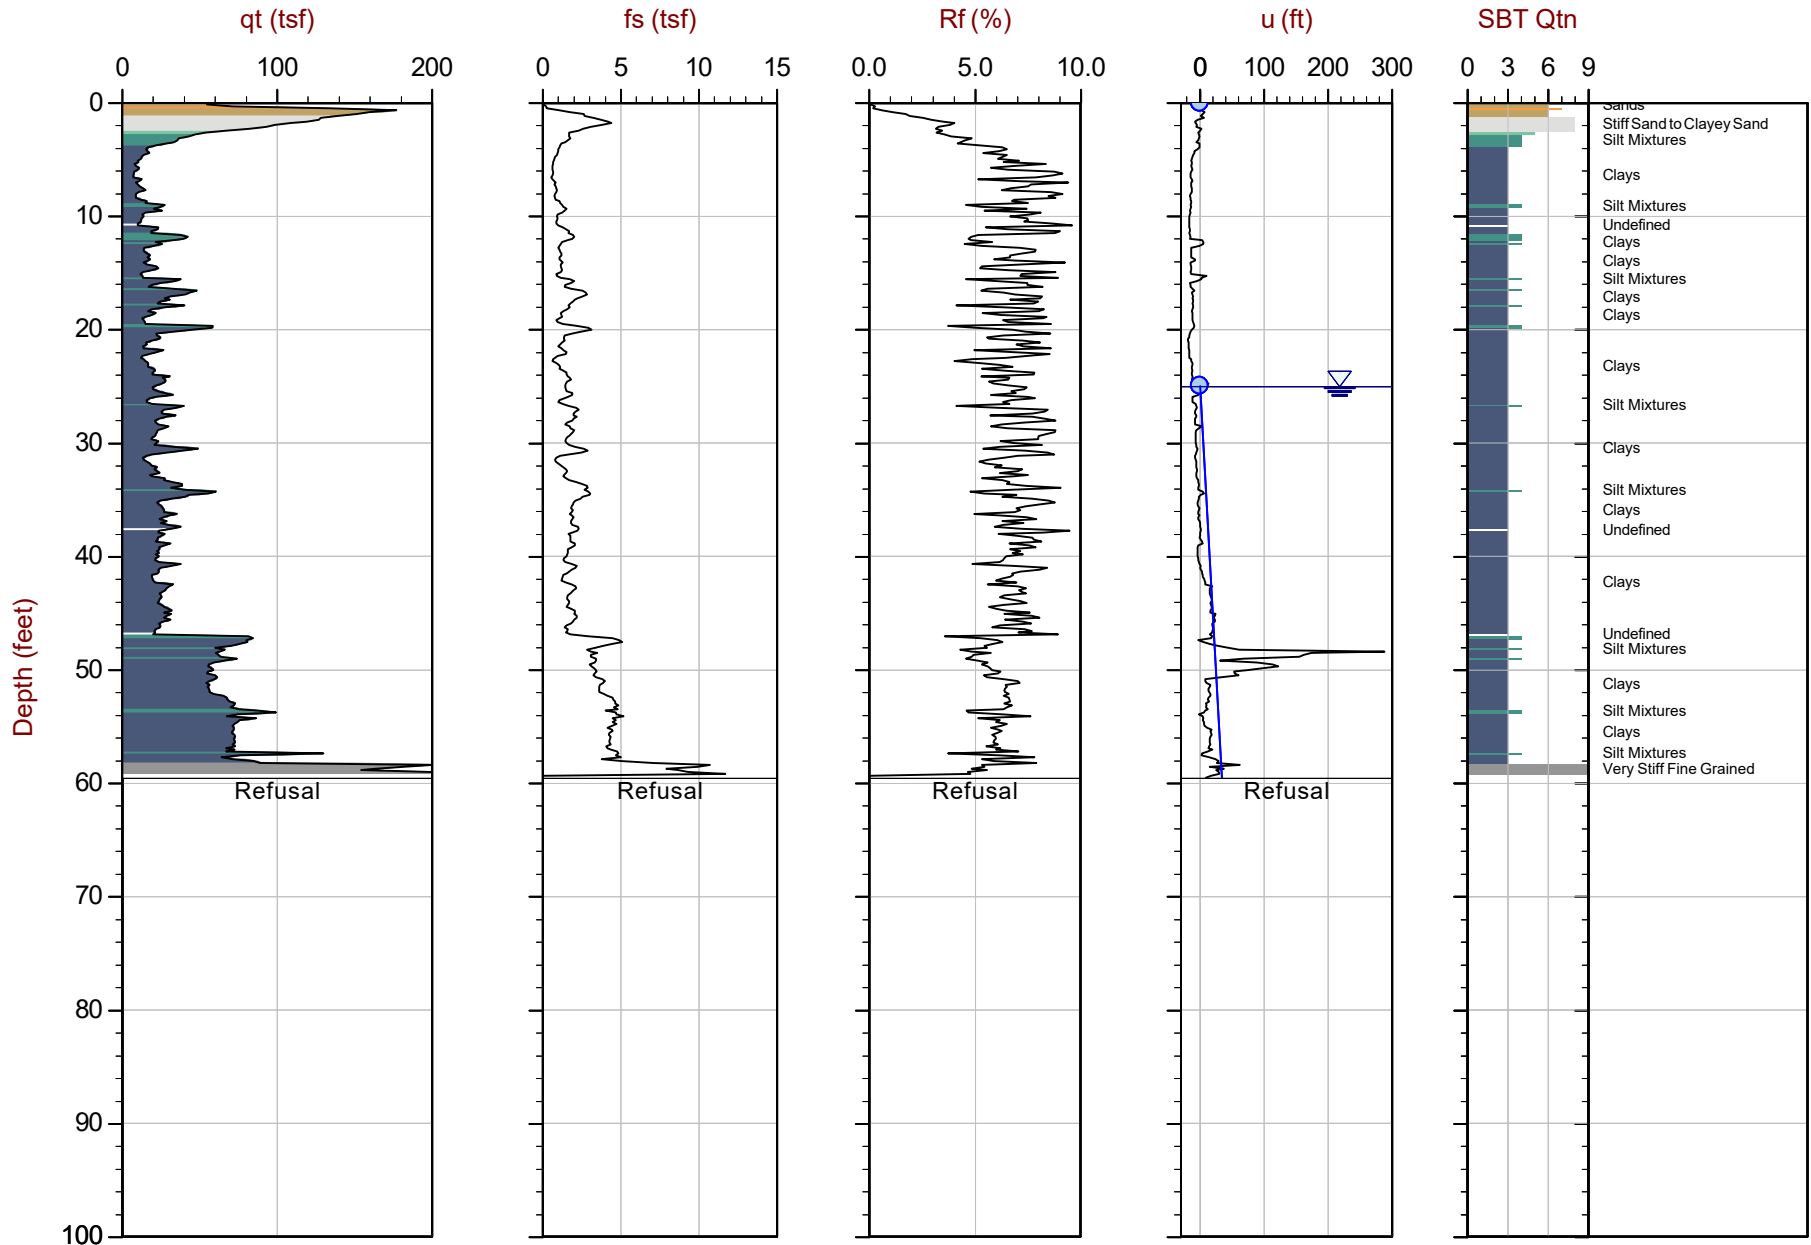 qt (tsf) fs (tsf) Rf (%) u (ft) SBT Qtn
0 100 200 0 5 10 15 0.0 5.0 10.0 0 100 200 300 0 3 6 9
0
Sands
Stiff Sand to Clayey Sand
Silt Mixtures
Clays
Silt Mixtures
10
Undefined
Clays
Clays
Silt Mixtures
Clays
Clays
20
Clays
Silt Mixtures
30
Clays
Silt Mixtures
Clays
Undefined
40
Clays
Undefined
Silt Mixtures
50
Clays
Silt Mixtures
Clays
Silt Mixtures
Very Stiff Fine Grained
60
Refusal Refusal Refusal Refusal
Depth (feet)
70
80
90
100